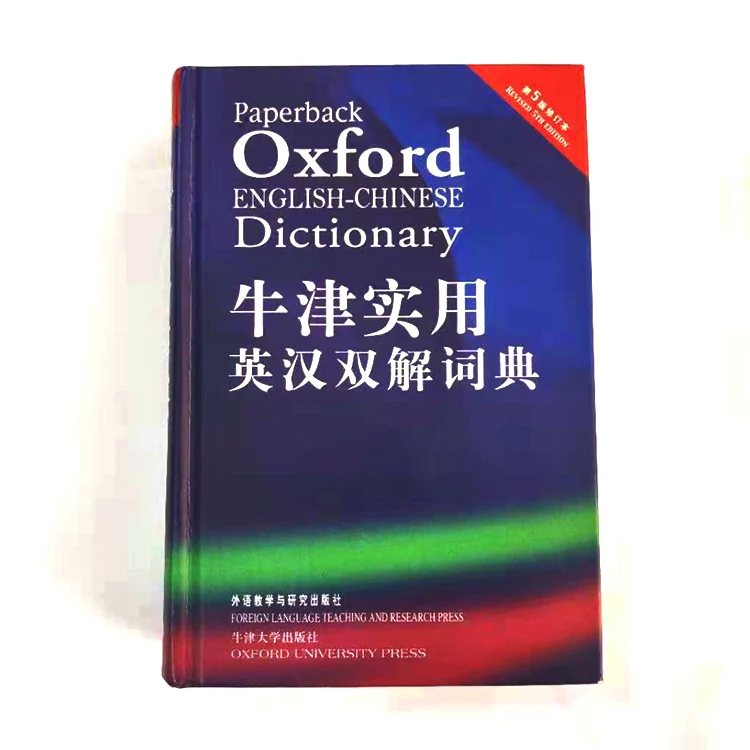 第5版修订本
REVISED 5TH EDITION
Paperback
Oxford
ENGLISH-CHINESE
Dictionary
牛津实用
英汉双解词典
外语教学与研究出版社
FOREIGN LANGUAGE TEACHING AND RESEARCH PRESS
牛津大学出版社
OXFORD UNIVERSITY PRESS